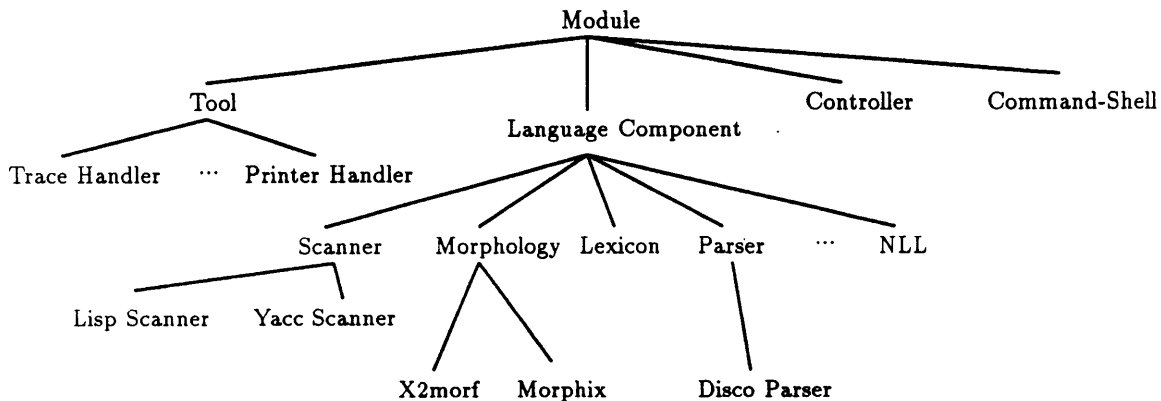 Module
Tool
Controller
Command-Shell
Language Component
Trace Handler ... Printer Handler
Scanner Morphology Lexicon Parser ... NLL
Lisp Scanner Yacc Scanner
X2morf Morphix Disco Parser